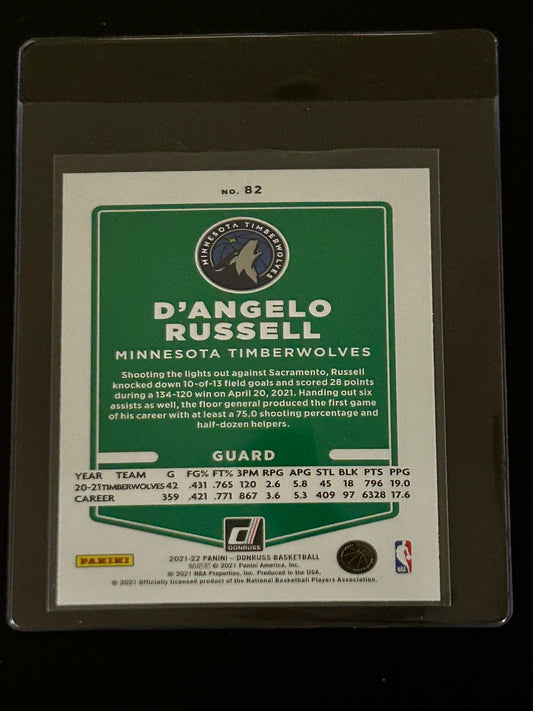 NO. 82
MINNESOTA TIMBERWOLVES
D'ANGELO
RUSSELL
MINNESOTA TIMBERWOLVES
Shooting the lights out against Sacramento, Russell
knocked down 10-of-13 field goals and scored 28 points
during a 134-120 win on April 20, 2021. Handing out six
assists as well, the floor general produced the first game
of his career with at least a 75.0 shooting percentage and
half-dozen helpers.
GUARD
YEAR TEAM G FG% FT% 3PM RPG APG STL BLK PTS PPG
20-21 TIMBERWOLVES 42 .431 .765 120 2.6 5.8 45 18 796 19.0
CAREER 359 .421 .771 867 3.6 5.3 409 97 6328 17.6
d
DONRUSS
PANINI
2021-22 PANINI – DONRUSS BASKETBALL
帕尼尼 © 2021 Panini America, Inc.
© 2021 NBA Properties, Inc. Produced in the USA.
© 2021 Officially licensed product of the National Basketball Players Association.
NBA